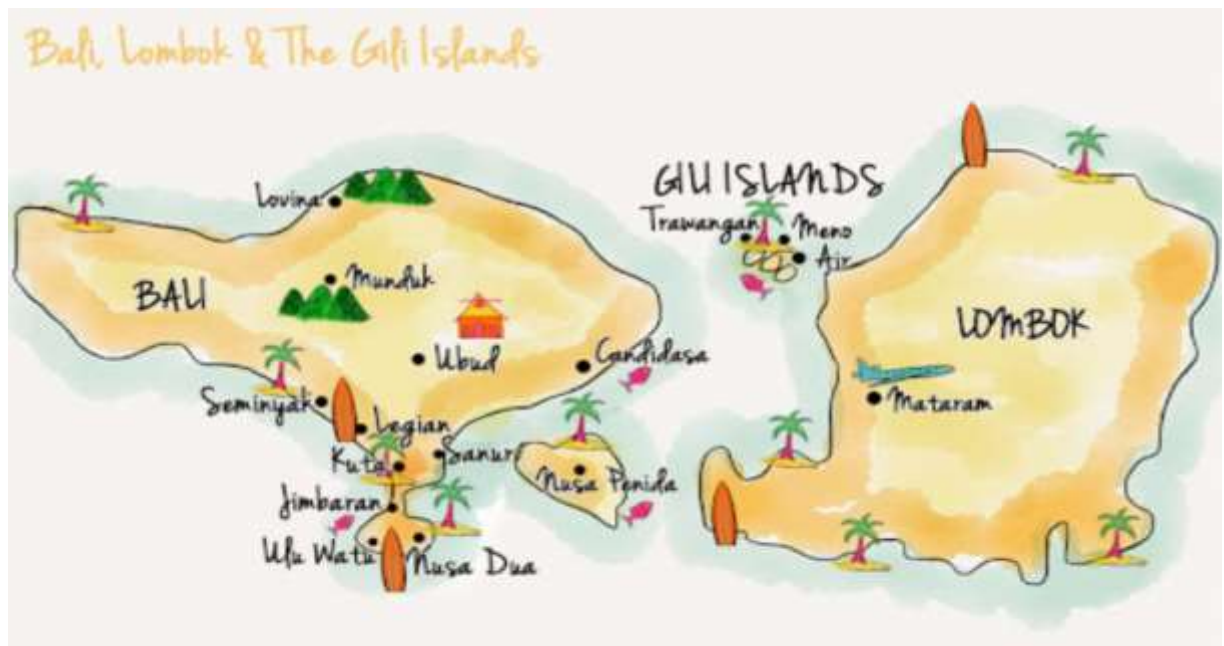 Bali, Lombok & The Gili Islands
GILI ISLANDS
Lovina
Trawangan
Meno
Air
Munduk
BALI
LOMBOK
Ubud
Candidasa
Seminyak
Mataram
Legian
Kuta
Sanur
Nusa Penida
Jimbaran
Ulu Watu
Nusa Dua